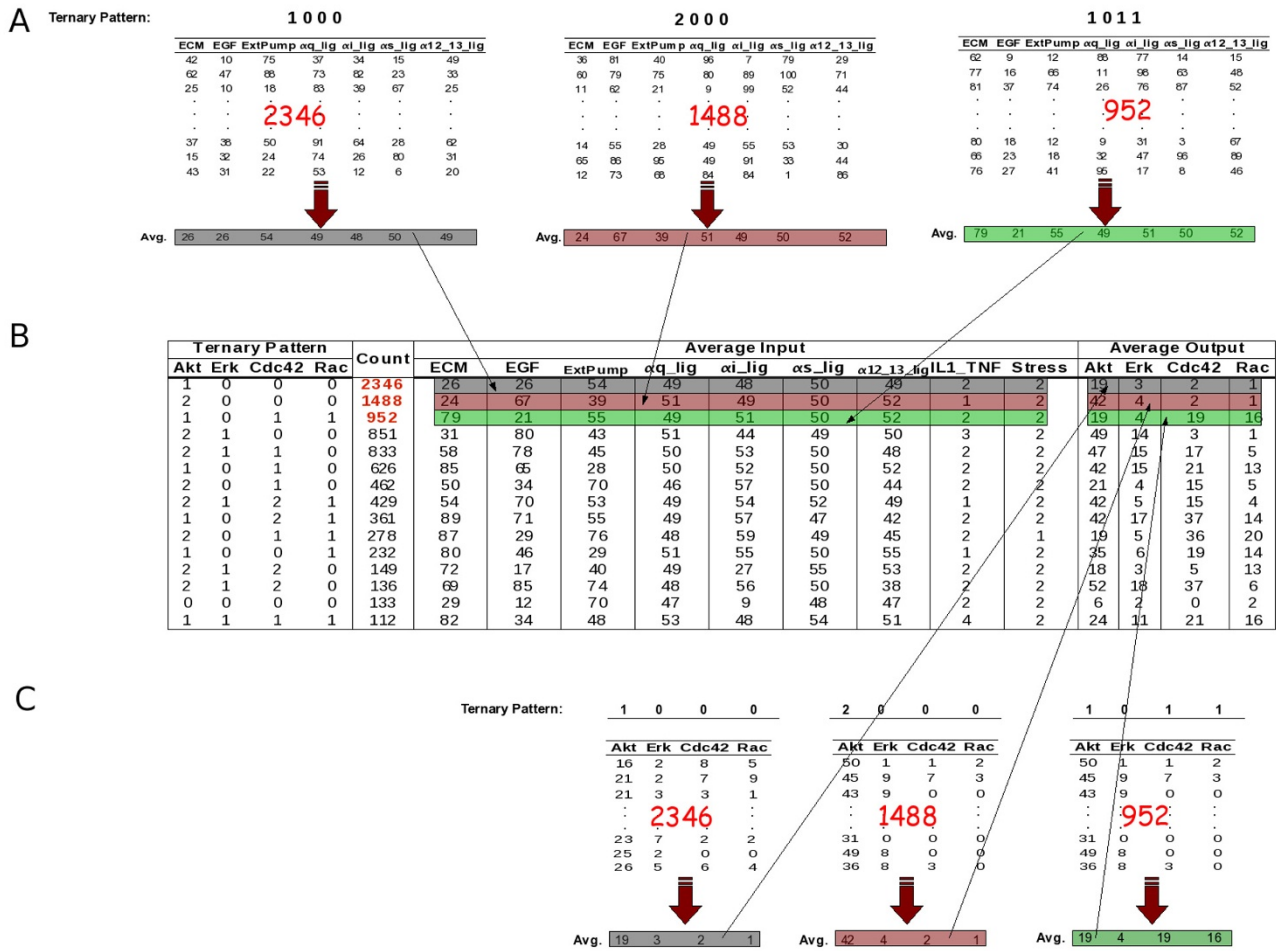 A
Ternary Pattern: 1 0 0 0 2 0 0 0 1 0 1 1
ECM EGF ExtPump αq_lig αi_lig αs_lig α12_13_lig ECM EGF ExtPump αq_lig αi_lig αs_lig α12_13_lig ECM EGF ExtPump αq_lig αi_lig αs_lig α12_13_lig
42 10 75 37 34 15 49 36 81 40 96 7 79 29 62 9 12 88 77 14 15
62 47 88 73 82 23 33 60 79 75 80 89 100 71 77 16 66 11 98 63 48
25 10 18 83 39 67 25 11 62 21 9 99 52 44 81 37 74 26 76 87 52
. . . . . . . . . . . . . . . . . . . . .
. . 2346 . . . . . . 1488 . . . . . . 952 . . . .
. . . . . . . . . . . . . . . . . . . . .
37 38 50 91 64 28 62 14 55 28 49 55 53 30 80 18 12 9 31 3 67
15 32 24 74 26 80 31 65 86 95 49 91 33 44 66 23 18 32 47 96 89
43 31 22 53 12 6 20 12 73 68 84 84 1 86 76 27 41 95 17 8 46
Avg. 26 26 54 49 48 50 49 Avg. 24 67 39 51 49 50 52 Avg. 79 21 55 49 51 50 52
B
Ternary Pattern Count Average Input Average Output
Akt Erk Cdc42 Rac ECM EGF ExtPump αq_lig αi_lig αs_lig α12_13_lig IL1_TNF Stress Akt Erk Cdc42 Rac
1 0 0 0 2346 26 26 54 49 48 50 49 2 2 19 3 2 1
2 0 0 0 1488 24 67 39 51 49 50 52 1 2 42 4 2 1
1 0 1 1 952 79 21 55 49 51 50 52 2 2 19 4 19 16
2 1 0 0 851 31 80 43 51 44 49 50 3 2 49 14 3 1
2 1 1 0 833 58 78 45 50 53 50 48 2 2 47 15 17 5
1 0 1 0 626 85 65 28 50 52 50 52 2 2 42 15 21 13
2 0 1 0 462 50 34 70 46 57 50 44 2 2 21 4 15 5
2 1 2 1 429 54 70 53 49 54 52 49 1 2 42 5 15 4
1 0 2 1 361 89 71 55 49 57 47 42 2 2 42 17 37 14
2 0 1 1 278 87 29 76 48 59 49 45 2 1 19 5 36 20
1 0 0 1 232 80 46 29 51 55 50 55 1 2 35 6 19 14
2 1 2 0 149 72 17 40 49 27 55 53 2 2 18 3 5 13
2 1 2 0 136 69 85 74 48 56 50 38 2 2 52 18 37 6
0 0 0 0 133 29 12 70 47 9 48 47 2 2 6 2 0 2
1 1 1 1 112 82 34 48 53 48 54 51 4 2 24 11 21 16
C
Ternary Pattern: 1 0 0 0 2 0 0 0 1 0 1 1
Akt Erk Cdc42 Rac Akt Erk Cdc42 Rac Akt Erk Cdc42 Rac
16 2 8 5 50 1 1 2 50 1 1 2
21 2 7 9 45 9 7 3 45 9 7 3
21 3 3 1 43 9 0 0 43 9 0 0
. . . . . . . . . . . .
. 2346 . . 1488 . . 952 .
. . . . . . . . . . . .
23 7 2 2 31 0 0 0 31 0 0 0
25 2 0 0 49 8 0 0 49 8 0 0
26 5 6 4 36 8 3 0 36 8 3 0
Avg. 19 3 2 1 Avg. 42 4 2 1 Avg. 19 4 19 16